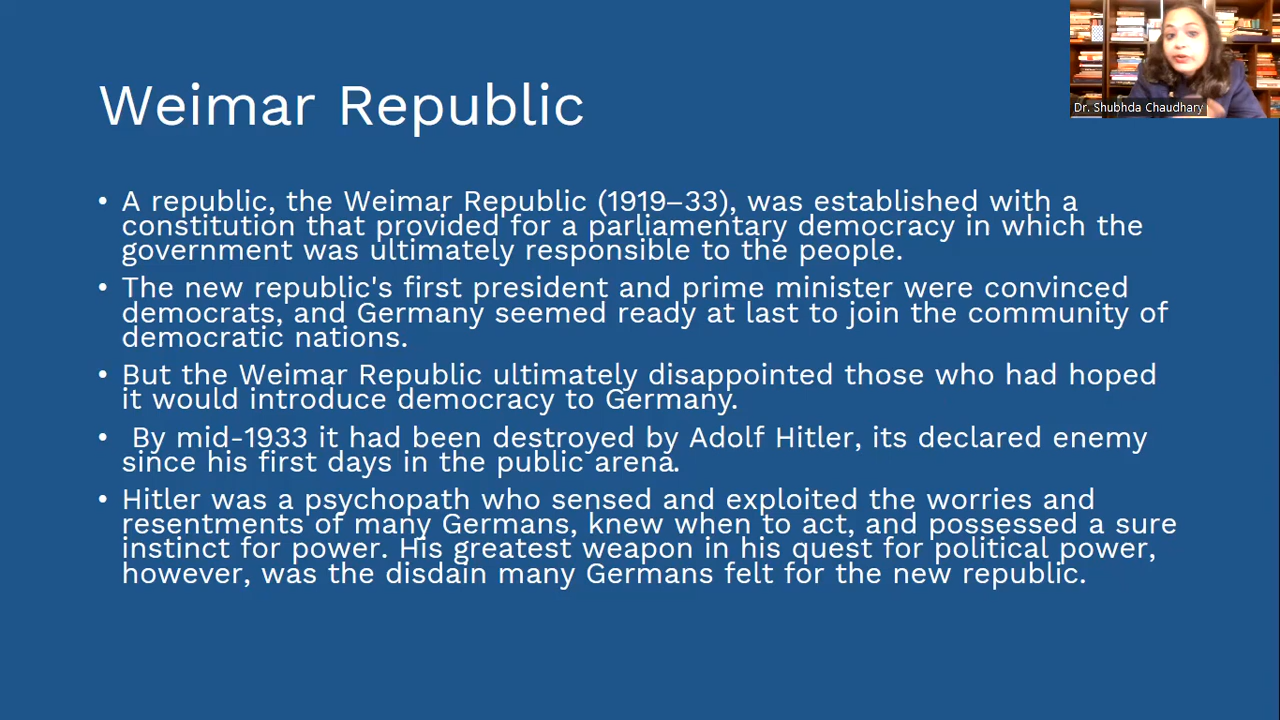 Weimar Republic
Dr. Shubhda Chaudhary
• A republic, the Weimar Republic (1919–33), was established with a
constitution that provided for a parliamentary democracy in which the
government was ultimately responsible to the people.
• The new republic's first president and prime minister were convinced
democrats, and Germany seemed ready at last to join the community of
democratic nations.
• But the Weimar Republic ultimately disappointed those who had hoped
it would introduce democracy to Germany.
• By mid-1933 it had been destroyed by Adolf Hitler, its declared enemy
since his first days in the public arena.
• Hitler was a psychopath who sensed and exploited the worries and
resentments of many Germans, knew when to act, and possessed a sure
instinct for power. His greatest weapon in his quest for political power,
however, was the disdain many Germans felt for the new republic.